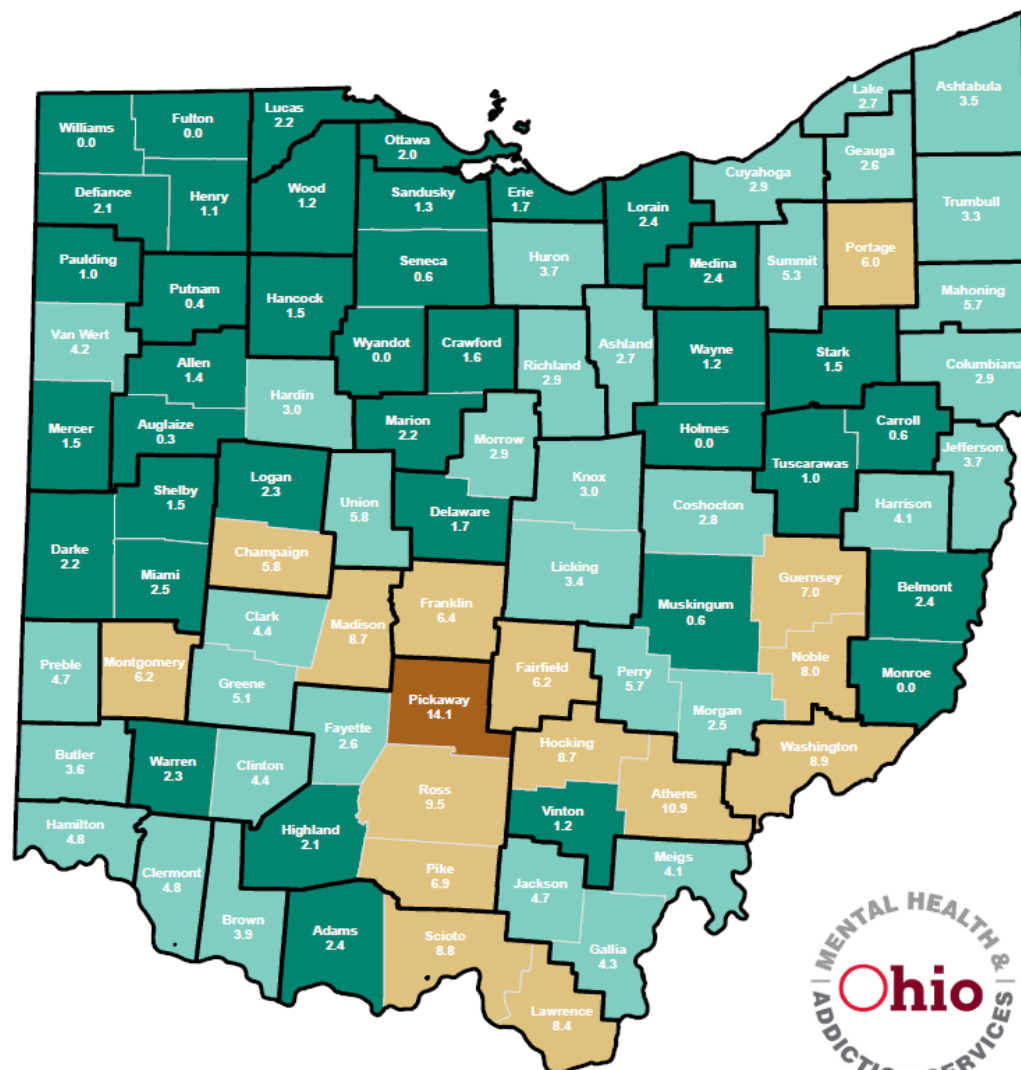 Ashtabula
3.5
Lake
2.7
Geauga
2.6
Cuyahoga
2.9
Trumbull
3.3
Lucas
2.2
Fulton
0.0
Williams
0.0
Ottawa
2.0
Defiance
2.1
Henry
1.1
Wood
1.2
Sandusky
1.3
Erie
1.7
Lorain
2.4
Medina
2.4
Summit
5.3
Portage
6.0
Mahoning
5.7
Paulding
1.0
Putnam
0.4
Hancock
1.5
Seneca
0.6
Huron
3.7
Van Wert
4.2
Allen
1.4
Wyandot
0.0
Crawford
1.6
Richland
2.9
Ashland
2.7
Wayne
1.2
Stark
1.5
Columbiana
2.9
Mercer
1.5
Auglaize
0.3
Hardin
3.0
Marion
2.2
Morrow
2.9
Holmes
0.0
Tuscarawas
1.0
Carroll
0.6
Jefferson
3.7
Shelby
1.5
Logan
2.3
Union
5.8
Delaware
1.7
Knox
3.0
Coshocton
2.8
Harrison
4.1
Darke
2.2
Miami
2.5
Champaign
5.8
Licking
3.4
Muskingum
0.6
Guernsey
7.0
Belmont
2.4
Clark
4.4
Madison
8.7
Franklin
6.4
Preble
4.7
Montgomery
6.2
Greene
5.1
Fairfield
6.2
Perry
5.7
Noble
8.0
Monroe
0.0
Pickaway
14.1
Morgan
2.5
Fayette
2.6
Butler
3.6
Warren
2.3
Clinton
4.4
Hocking
8.7
Washington
8.9
Ross
9.5
Athens
10.9
Vinton
1.2
Hamilton
4.8
Highland
2.1
Clermont
4.8
Pike
6.9
Jackson
4.7
Meigs
4.1
Brown
3.9
Adams
2.4
Scioto
8.8
Gallia
4.3
Lawrence
8.4
MENTAL HEALTH &
Ohio
ADDICTION SERVICES